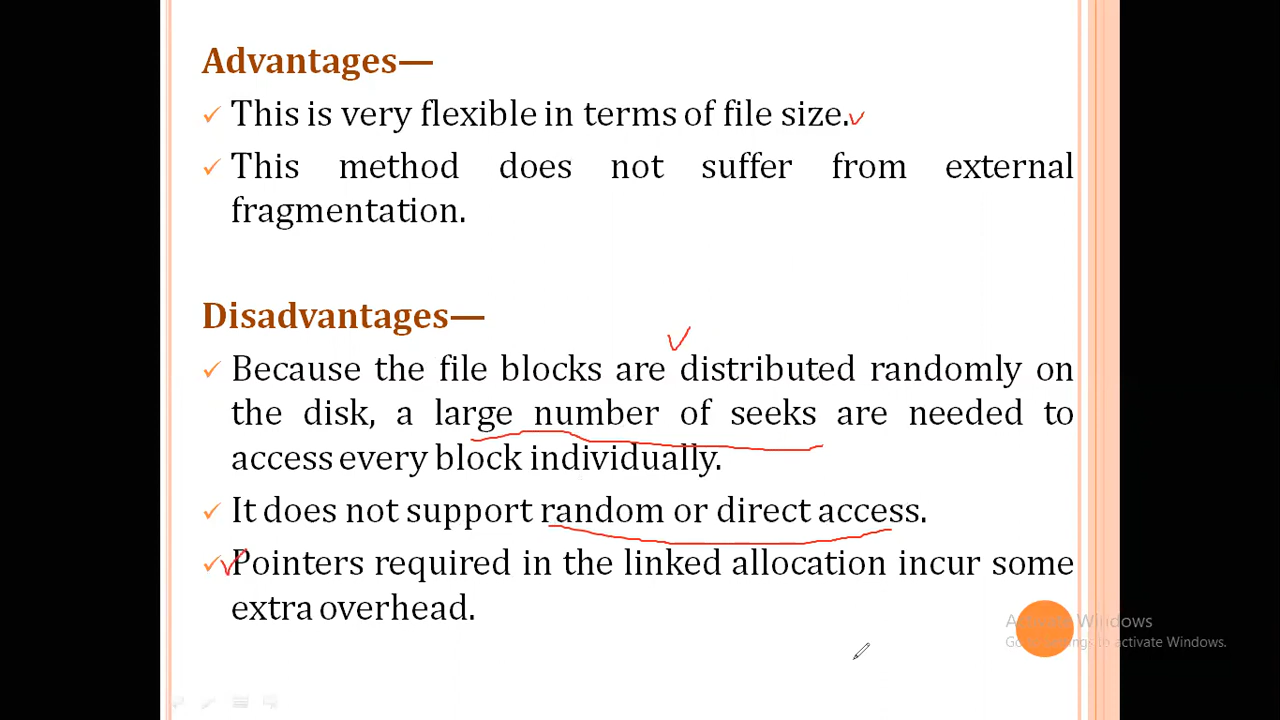 Advantages—
This is very flexible in terms of file size.
This method does not suffer from external
fragmentation.
Disadvantages—
Because the file blocks are distributed randomly on
the disk, a large number of seeks are needed to
access every block individually.
It does not support random or direct access.
Pointers required in the linked allocation incur some
extra overhead.
Activate Windows
Go to settings to activate Windows.